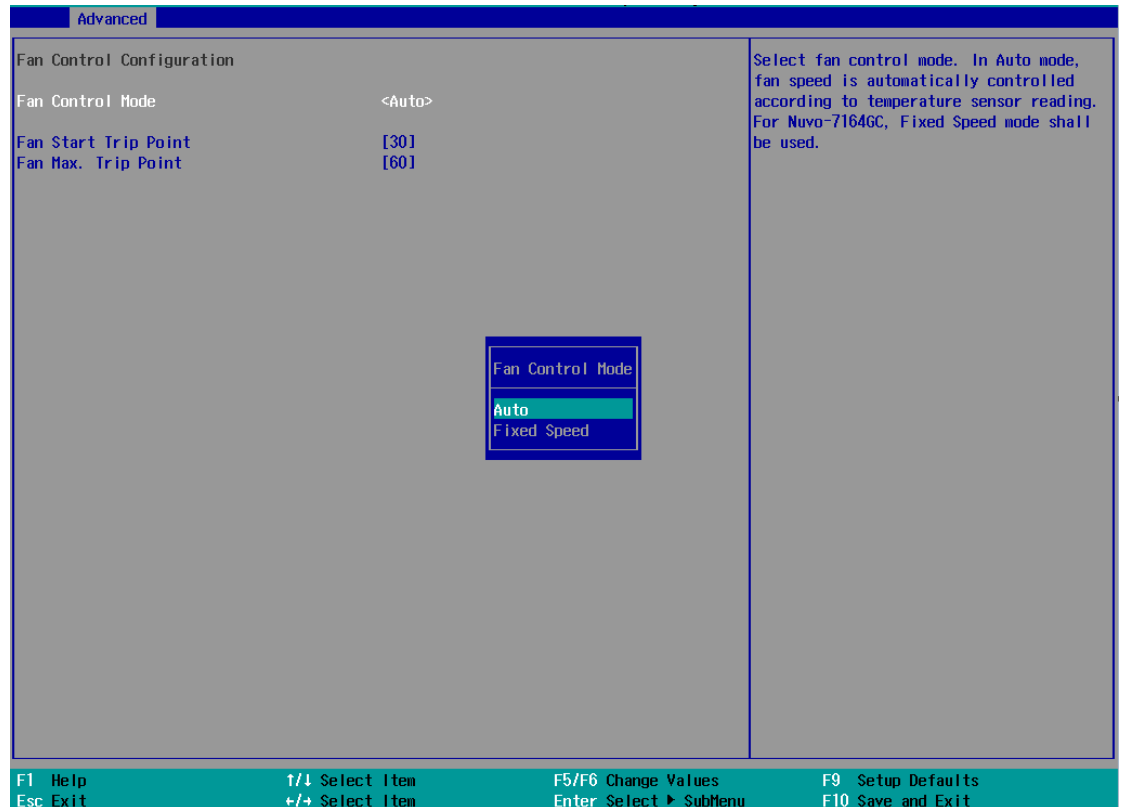 Advanced
Fan Control Configuration
Fan Control Mode <Auto>
Fan Start Trip Point [30]
Fan Max. Trip Point [60]
Select fan control mode. In Auto mode,
fan speed is automatically controlled
according to temperature sensor reading.
For Nuvo-7164GC, Fixed Speed mode shall
be used.
Fan Control Mode
Auto
Fixed Speed
F1 Help ↑/↓ Select Item F5/F6 Change Values F9 Setup Defaults
Esc Exit ←/→ Select Item Enter Select ▶ SubMenu F10 Save and Exit